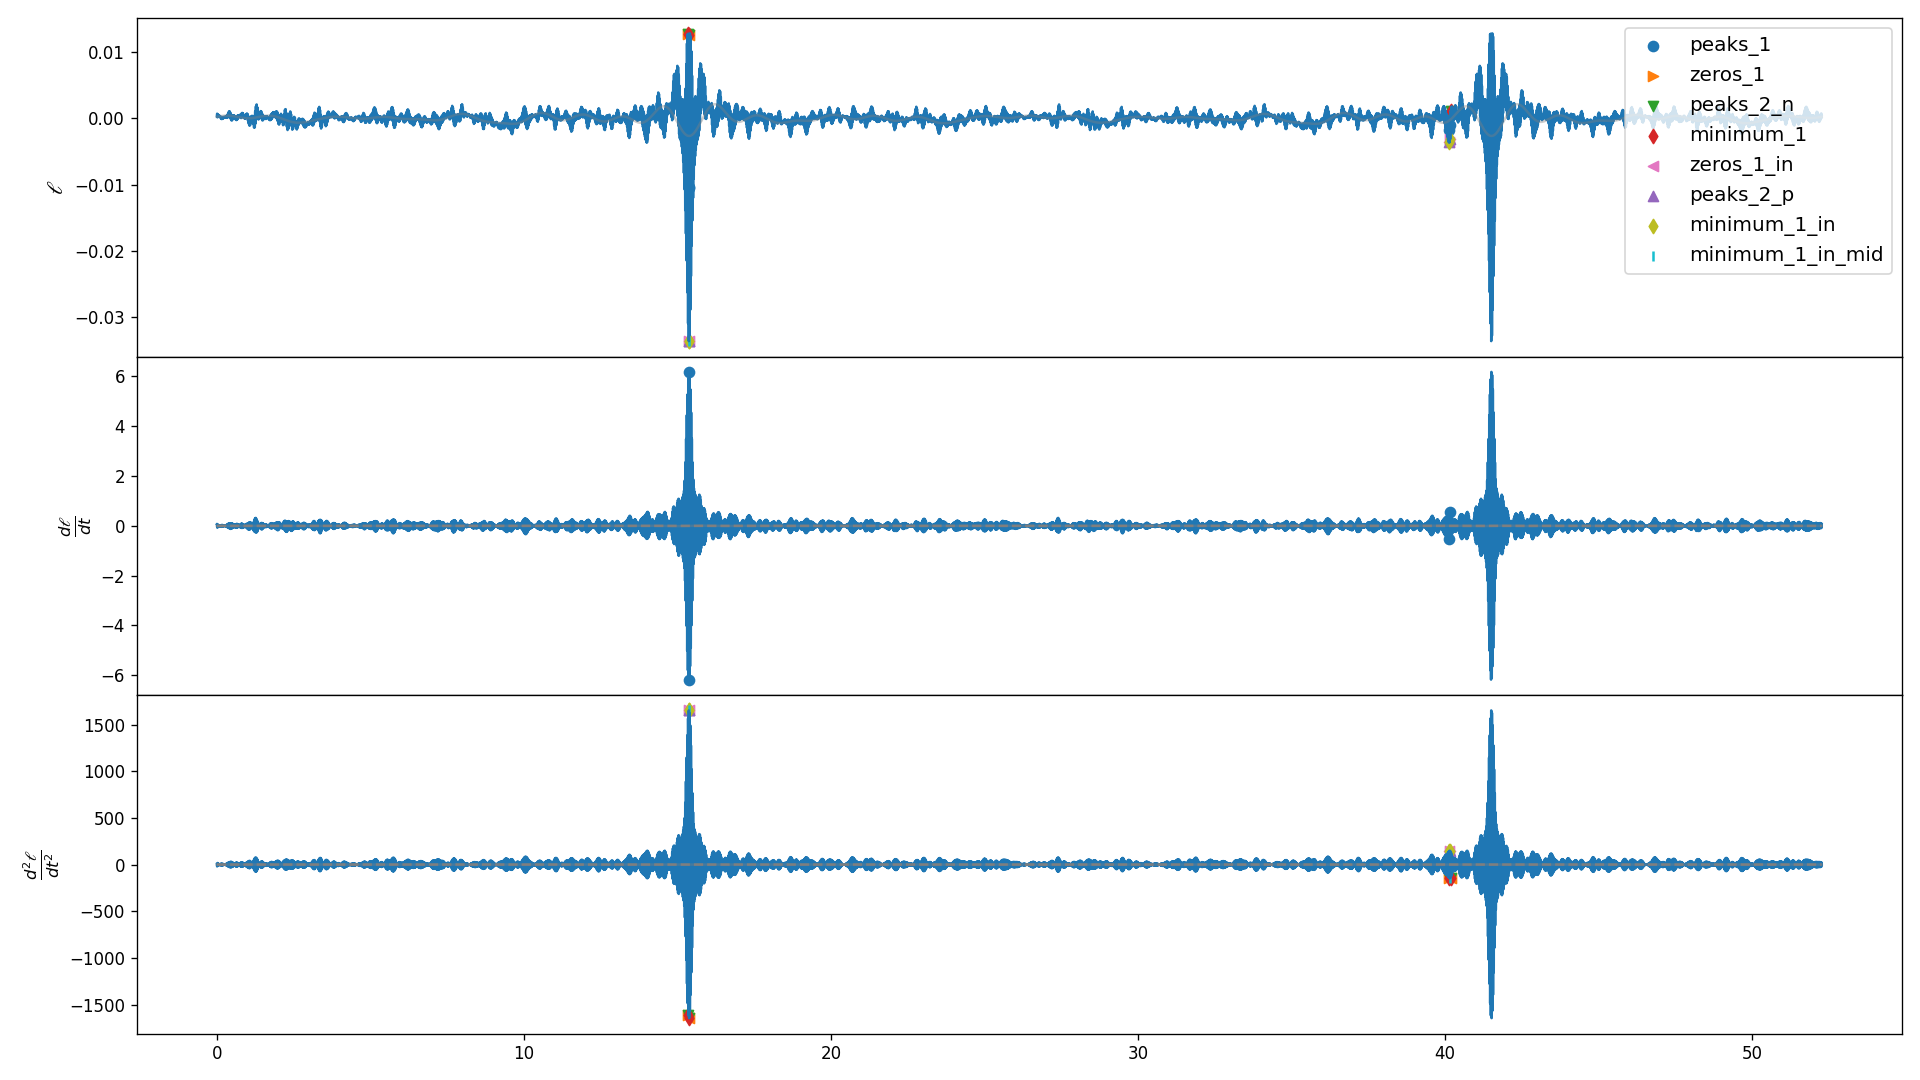 0.01
0.00
−0.01
−0.02
−0.03
ℓ
peaks_1
zeros_1
peaks_2_n
minimum_1
zeros_1_in
peaks_2_p
minimum_1_in
minimum_1_in_mid
6
4
2
0
−2
−4
−6
dℓ
dt
1500
1000
500
0
−500
−1000
−1500
d²ℓ
dt²
0 10 20 30 40 50